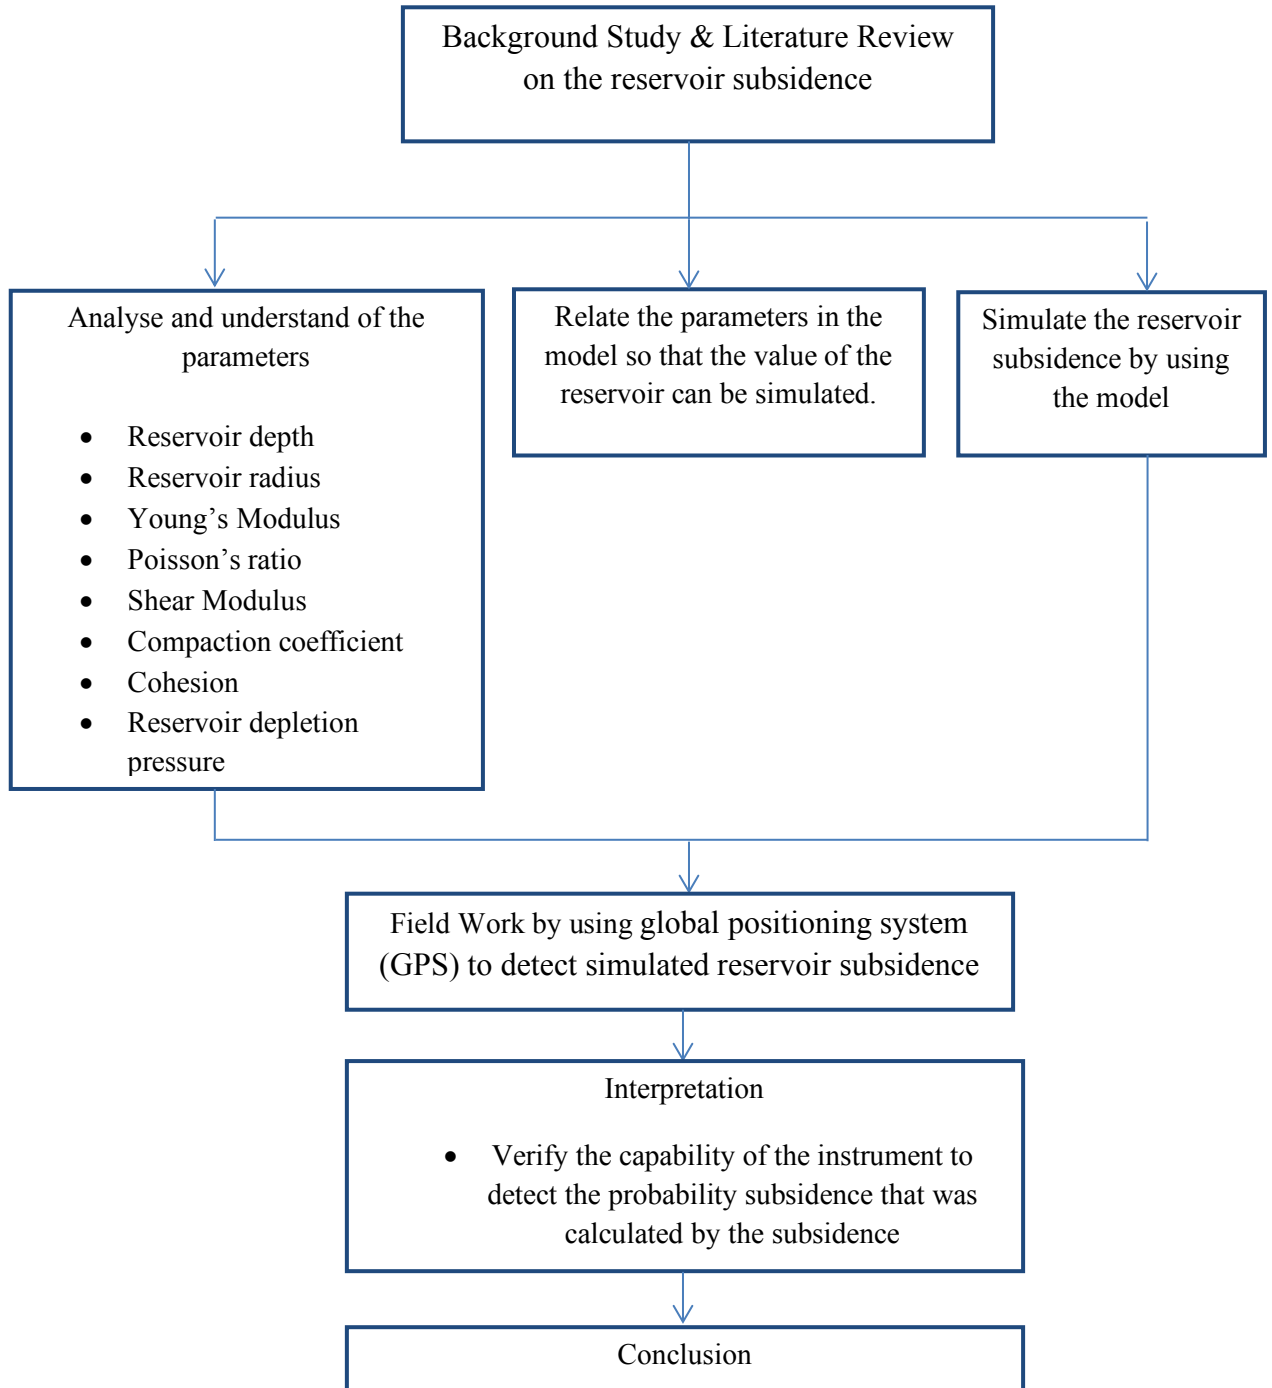 Background Study & Literature Review
on the reservoir subsidence
Analyse and understand of the
parameters
• Reservoir depth
• Reservoir radius
• Young’s Modulus
• Poisson’s ratio
• Shear Modulus
• Compaction coefficient
• Cohesion
• Reservoir depletion
pressure
Relate the parameters in the
model so that the value of the
reservoir can be simulated.
Simulate the reservoir
subsidence by using
the model
Field Work by using global positioning system
(GPS) to detect simulated reservoir subsidence
Interpretation
• Verify the capability of the instrument to
detect the probability subsidence that was
calculated by the subsidence
Conclusion